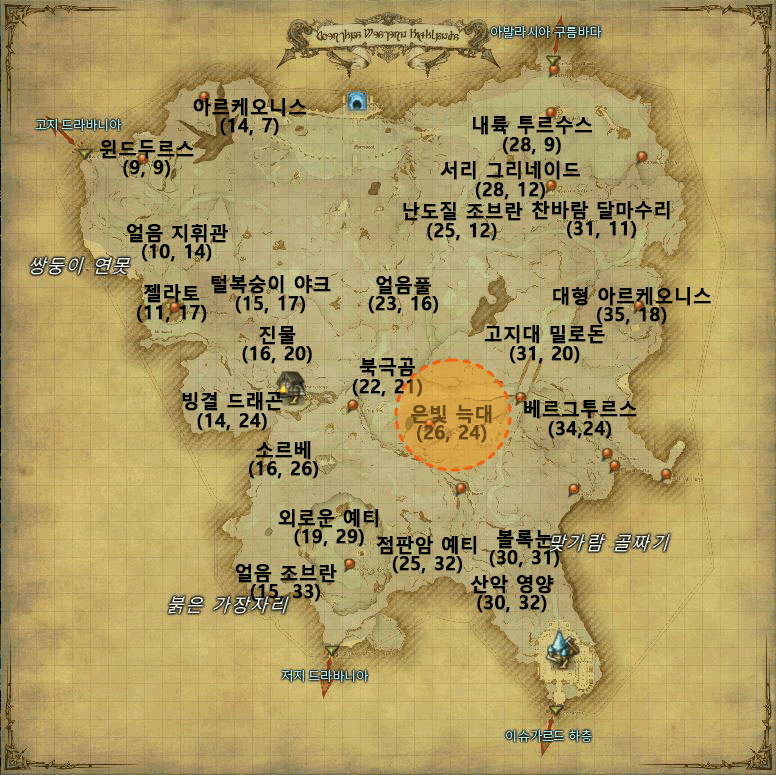 아발라시아 구름바다
아르케오니스
(14, 7)
고지 드라바니아
윈드두르스
(9, 9)
내륙 투르수스
(28, 9)
서리 그리네이드
(28, 12)
난도질 조브란
(25, 12)
찬바람 달마수리
(31, 11)
얼음 지휘관
(10, 14)
쌍둥이 연못
젤라토
(11, 17)
털복숭이 야크
(15, 17)
얼음풀
(23, 16)
대형 아르케오니스
(35, 18)
진물
(16, 20)
고지대 밀로돈
(31, 20)
북극곰
(22, 21)
빙결 드래곤
(14, 24)
은빛 늑대
(26, 24)
베르그투르스
(34,24)
소르베
(16, 26)
외로운 예티
(19, 29)
점판암 예티
(25, 32)
볼록눈
(30, 31)
맞가람 골짜기
얼음 조브란
(15, 33)
붉은 가장자리
산악 영양
(30, 32)
저지 드라바니아
이슈가르드 하층